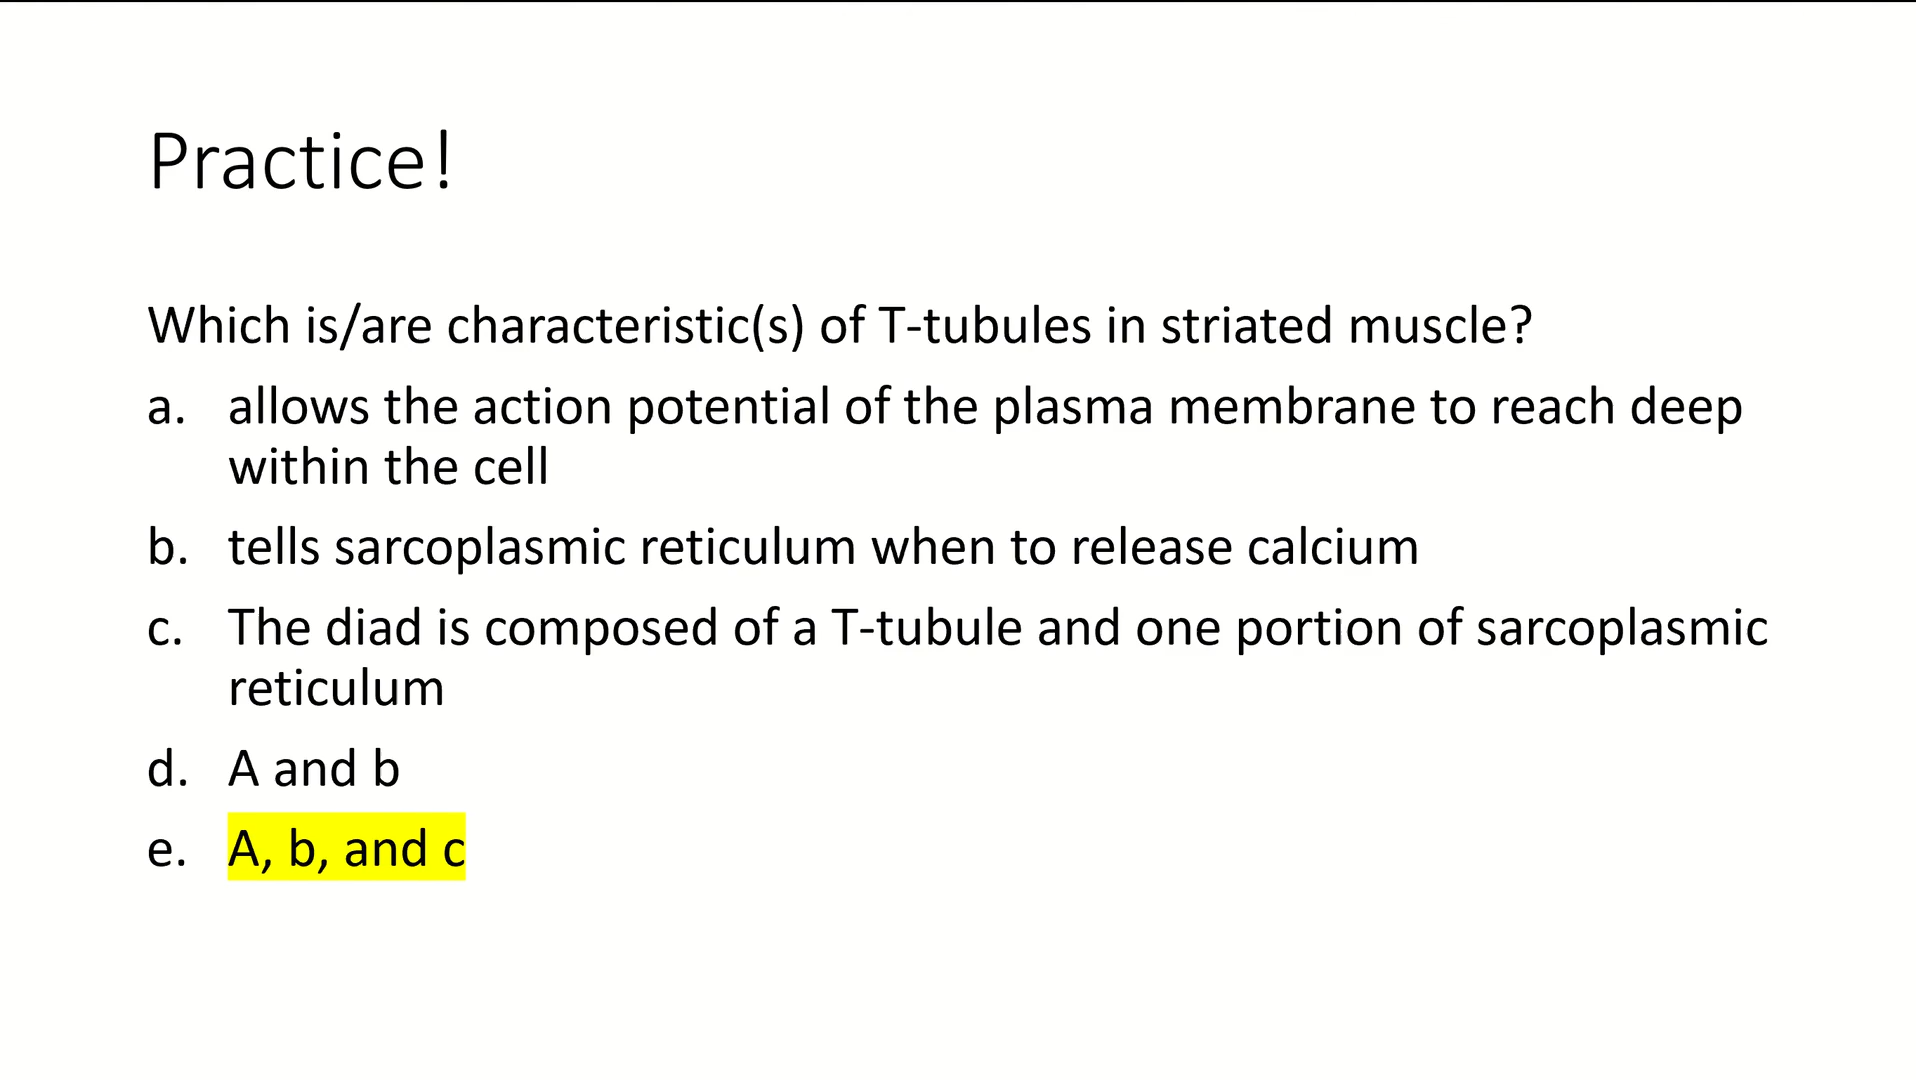 Practice!
Which is/are characteristic(s) of T-tubules in striated muscle?
a. allows the action potential of the plasma membrane to reach deep
within the cell
b. tells sarcoplasmic reticulum when to release calcium
c. The diad is composed of a T-tubule and one portion of sarcoplasmic
reticulum
d. A and b
e. A, b, and c